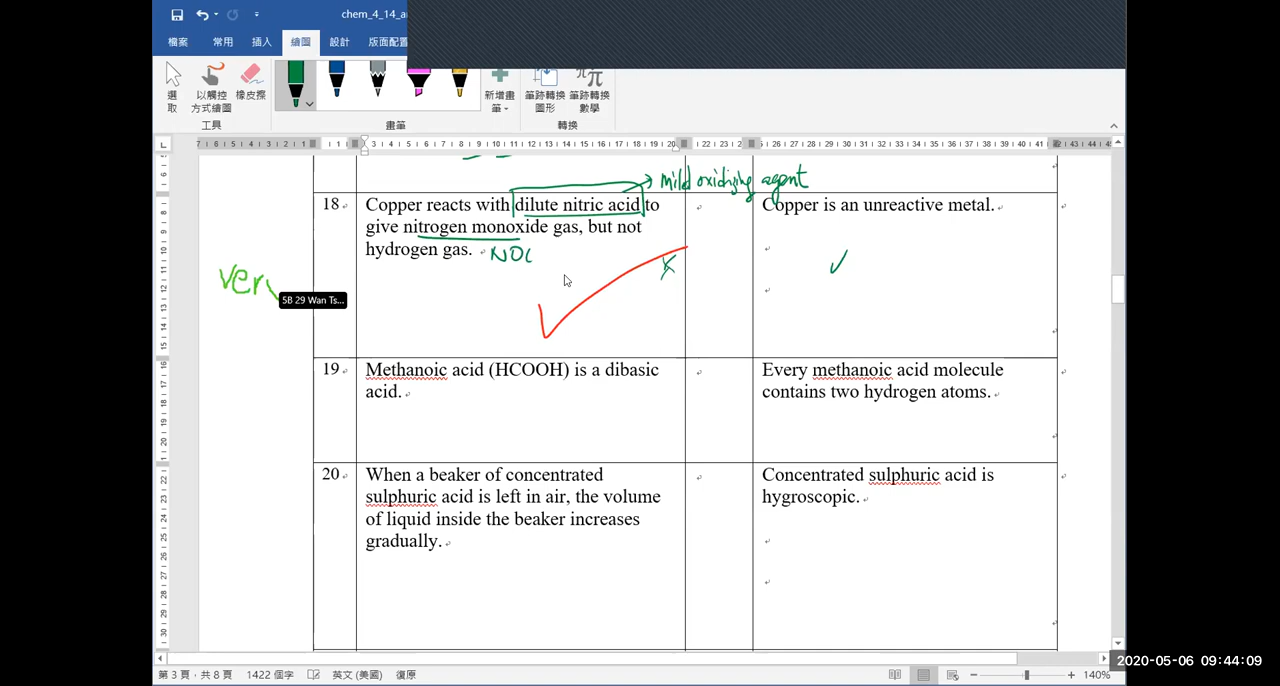 chem_4_14_a
檔案 常用 插入 繪圖 設計 版面配置
選取
以觸控方式繪圖
橡皮擦
工具
畫筆
新增畫筆
筆跡轉換圖形
筆跡轉換數學
轉換
mild oxidizing agent
18 Copper reacts with dilute nitric acid to
give nitrogen monoxide gas, but not
hydrogen gas.
Copper is an unreactive metal.
5B 29 Wan Ts...
19 Methanoic acid (HCOOH) is a dibasic
acid.
Every methanoic acid molecule
contains two hydrogen atoms.
20 When a beaker of concentrated
sulphuric acid is left in air, the volume
of liquid inside the beaker increases
gradually.
Concentrated sulphuric acid is
hygroscopic.
第 3 頁,共 8 頁 1422 個字 英文 (美國) 復原 140%
2020-05-06 09:44:09